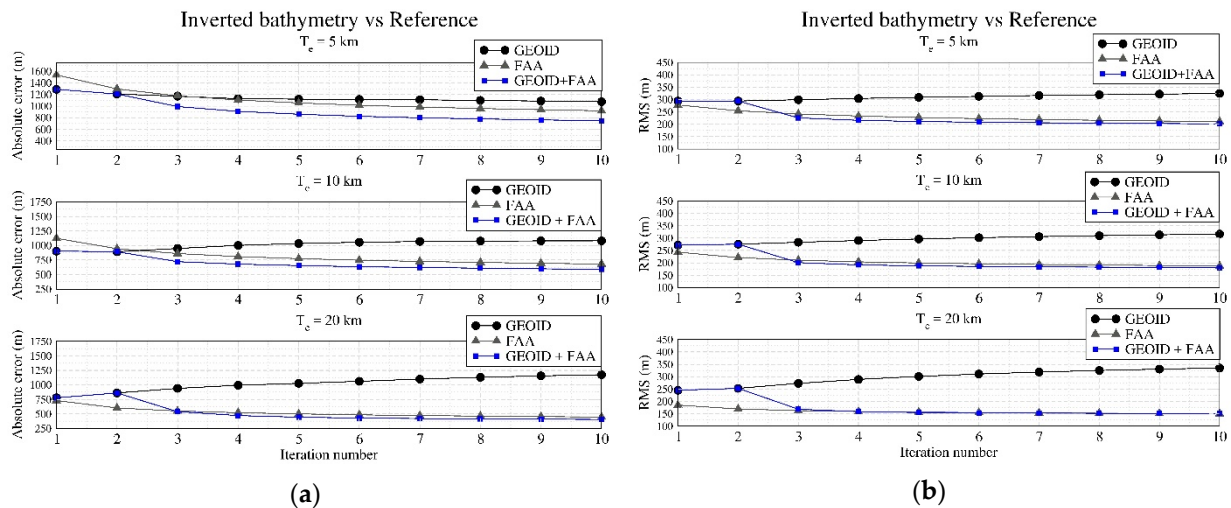 Inverted bathymetry vs Reference
T_e = 5 km
GEOID
FAA
GEOID+FAA
Absolute error (m)
1600
1400
1200
1000
800
600
400
1 2 3 4 5 6 7 8 9 10
T_e = 10 km
GEOID
FAA
GEOID + FAA
Absolute error (m)
1750
1500
1250
1000
750
500
250
1 2 3 4 5 6 7 8 9 10
T_e = 20 km
GEOID
FAA
GEOID + FAA
Absolute error (m)
1750
1500
1250
1000
750
500
250
1 2 3 4 5 6 7 8 9 10
Iteration number
(a)
Inverted bathymetry vs Reference
T_e = 5 km
GEOID
FAA
GEOID+FAA
RMS (m)
450
400
350
300
250
200
150
100
1 2 3 4 5 6 7 8 9 10
T_e = 10 km
GEOID
FAA
GEOID + FAA
RMS (m)
450
400
350
300
250
200
150
100
1 2 3 4 5 6 7 8 9 10
T_e = 20 km
GEOID
FAA
GEOID + FAA
RMS (m)
450
400
350
300
250
200
150
100
1 2 3 4 5 6 7 8 9 10
Iteration number
(b)